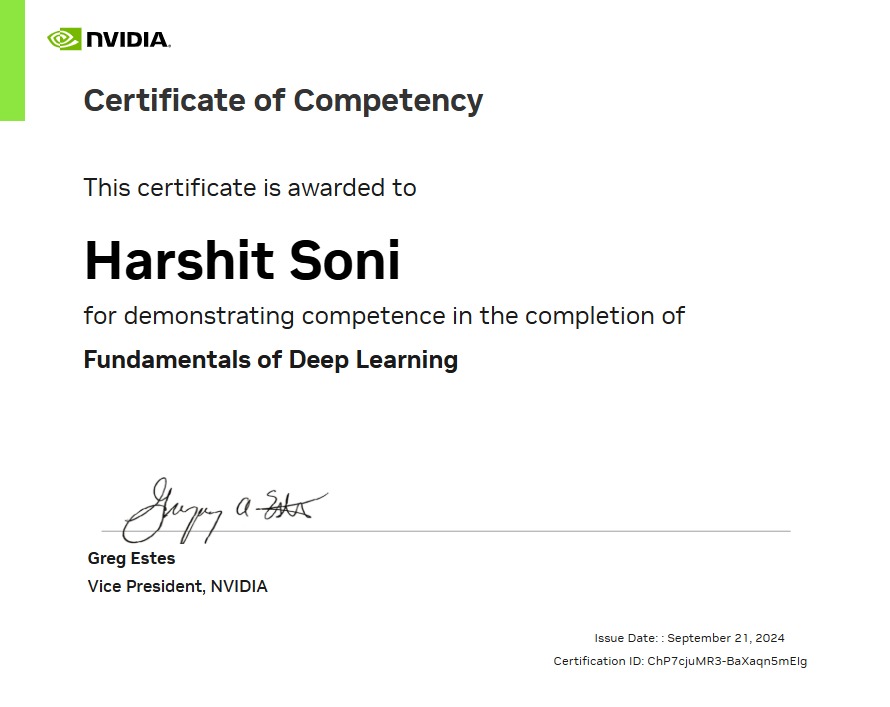 NVIDIA.
Certificate of Competency
This certificate is awarded to
Harshit Soni
for demonstrating competence in the completion of
Fundamentals of Deep Learning
Gregory A Estes
Greg Estes
Vice President, NVIDIA
Issue Date: : September 21, 2024
Certification ID: ChP7cjuMR3-BaXaqn5mEIg